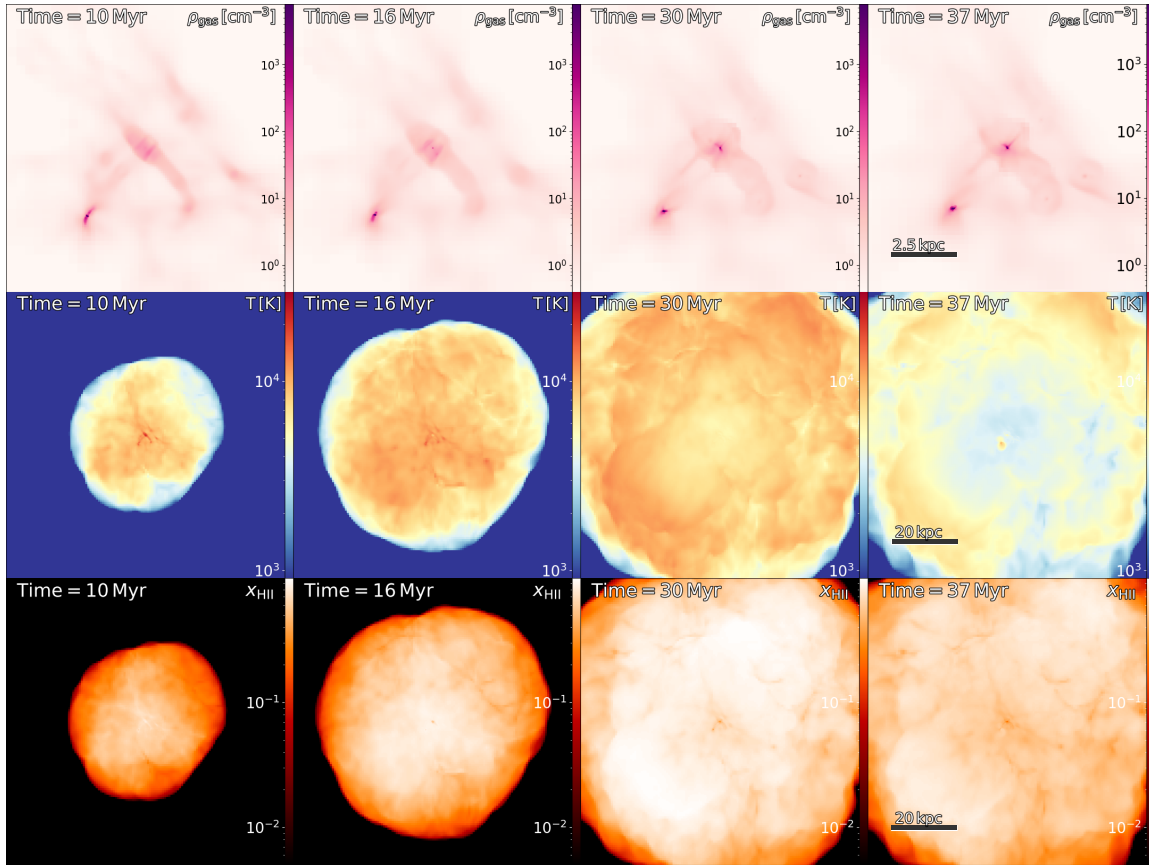 Time = 10 Myr ρgas [cm⁻³] Time = 16 Myr ρgas [cm⁻³] Time = 30 Myr ρgas [cm⁻³] Time = 37 Myr ρgas [cm⁻³]
10³ 10³ 10³ 10³
10² 10² 10² 10²
10¹ 10¹ 10¹ 10¹
2.5 kpc
10⁰ 10⁰ 10⁰ 10⁰
Time = 10 Myr T [K] Time = 16 Myr T [K] Time = 30 Myr T [K] Time = 37 Myr T [K]
10⁴ 10⁴ 10⁴ 10⁴
20 kpc
10³ 10³ 10³ 10³
Time = 10 Myr xHII Time = 16 Myr xHII Time = 30 Myr xHII Time = 37 Myr xHII
10⁻¹ 10⁻¹ 10⁻¹ 10⁻¹
20 kpc
10⁻² 10⁻² 10⁻² 10⁻²